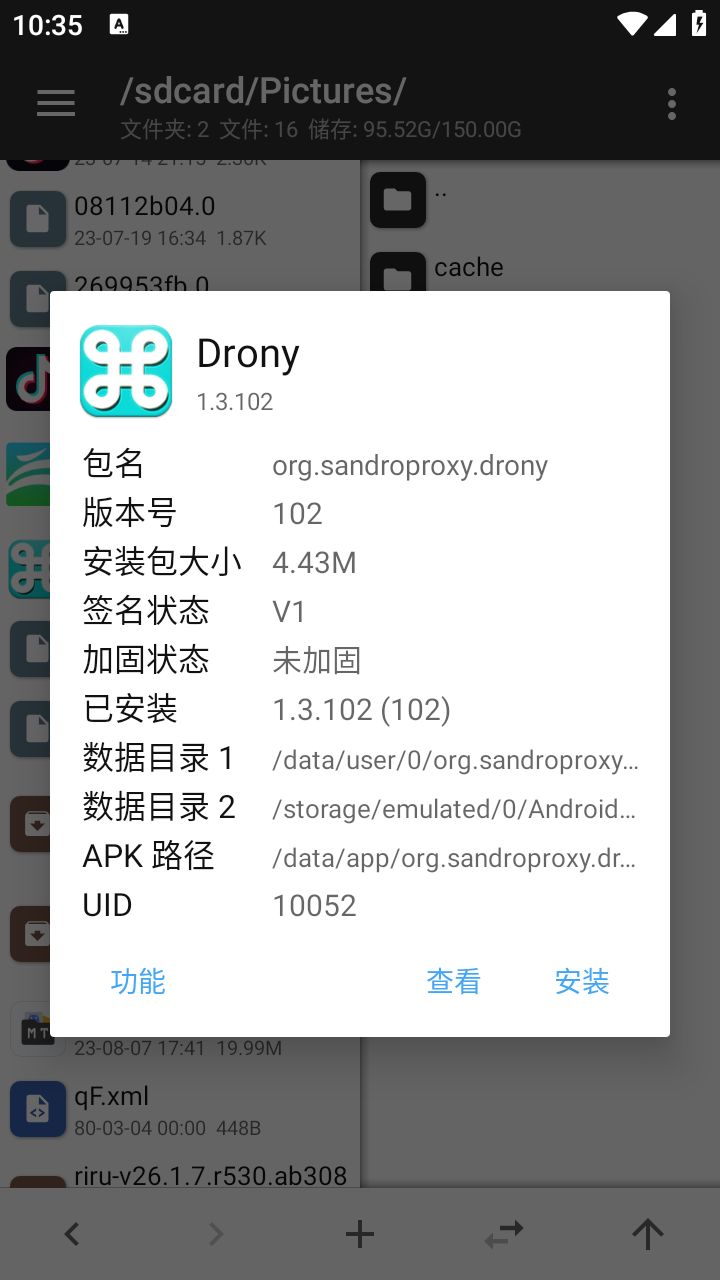 10:35
A
/sdcard/Pictures/
文件夹: 2 文件: 16 储存: 95.52G/150.00G
08112b04.0
23-07-19 16:34 1.87K
269953fb.0
..
cache
Drony
1.3.102
包名 org.sandroproxy.drony
版本号 102
安装包大小 4.43M
签名状态 V1
加固状态 未加固
已安装 1.3.102 (102)
数据目录 1 /data/user/0/org.sandroproxy...
数据目录 2 /storage/emulated/0/Android...
APK 路径 /data/app/org.sandroproxy.dr...
UID 10052
功能 查看 安装
MT
23-08-07 17:41 19.99M
qF.xml
80-03-04 00:00 448B
riru-v26.1.7.r530.ab308